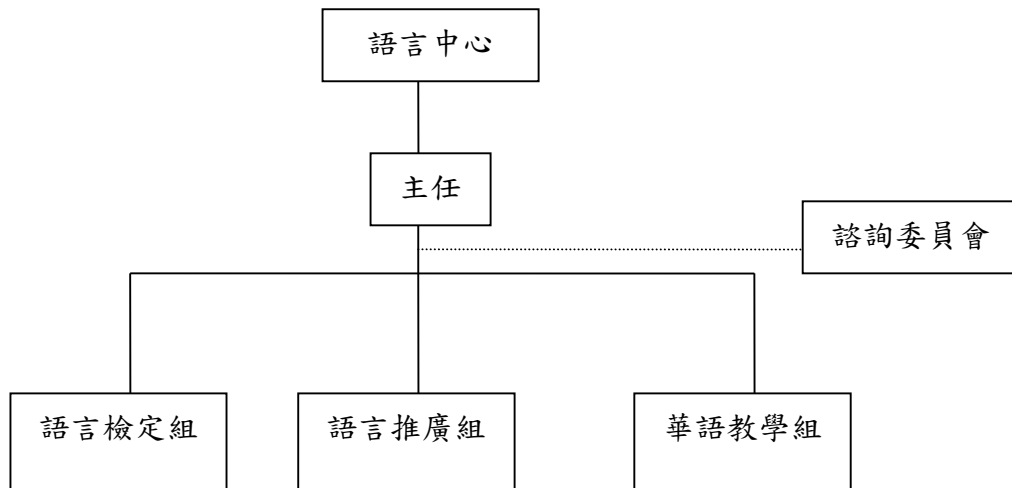 語言中心
主任
諮詢委員會
語言檢定組
語言推廣組
華語教學組